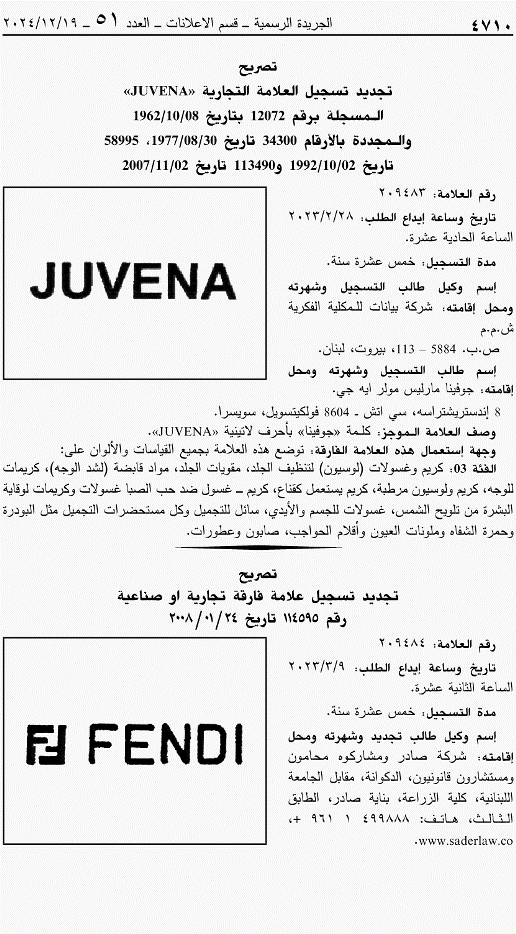 ٤٧١٠
الجريدة الرسمية ــ قسم الاعلانات ــ العدد ٥١ ــ ٢٠٢٤/١٢/١٩
تصريح
تجديد تسجيل العلامة التجارية «JUVENA»
المسجلة برقم 12072 بتاريخ 1962/10/08
والمجددة بالأرقام 34300 تاريخ 1977/08/30، 58995
تاريخ 1992/10/02 و113490 تاريخ 2007/11/02
رقم العلامة: ٢٠٩٤٨٣
تاريخ وساعة إيداع الطلب: ٢٠٢٣/٢/٢٨
الساعة الحادية عشرة.
مدة التسجيل: خمس عشرة سنة.
إسم وكيل طالب التسجيل وشهرته
ومحل إقامته: شركة بيانات للمكلية الفكرية
ش.م.م
ص.ب. 5884 – 113، بيروت، لبنان.
إسم طالب التسجيل وشهرته ومحل
إقامته: جوفينا مارليس مولر ايه جي.
JUVENA
8 إندستريشتراسه، سي اتش - 8604 فولكيتسويل، سويسرا.
وصف العلامة الموجز: كلمة «جوفينا» بأحرف لاتينية «JUVENA».
وجهة إستعمال هذه العلامة الفارقة: توضع هذه العلامة بجميع القياسات والألوان على:
الفئة 03: كريم وغسولات (لوسيون) لتنظيف الجلد، مقويات الجلد، مواد قابضة (لشد الوجه)، كريمات
للوجه، كريم ولوسيون مرطبة، كريم يستعمل كقناع، كريم ــ غسول ضد حب الصبا غسولات وكريمات لوقاية
البشرة من تلويح الشمس، غسولات للجسم والأيدي، سائل للتجميل وكل مستحضرات التجميل مثل البودرة
وحمرة الشفاه وملونات العيون وأقلام الحواجب، صابون وعطورات.
تصريح
تجديد تسجيل علامة فارقة تجارية او صناعية
رقم ١١٤٥٩٥ تاريخ ٢٠٠٨/٠١/٢٤
رقم العلامة: ٢٠٩٤٨٤
تاريخ وساعة إيداع الطلب: ٢٠٢٣/٣/٩
الساعة الثانية عشرة.
مدة التسجيل: خمس عشرة سنة.
إسم وكيل طالب تجديد وشهرته ومحل
إقامته: شركة صادر ومشاركوه محامون
ومستشارون قانونيون، الدكوانة، مقابل الجامعة
اللبنانية، كلية الزراعة، بناية صادر، الطابق
الثالث، هاتف: ٤٩٩٨٨٨ ١ ٩٦١ +،
www.saderlaw.co.
FENDI